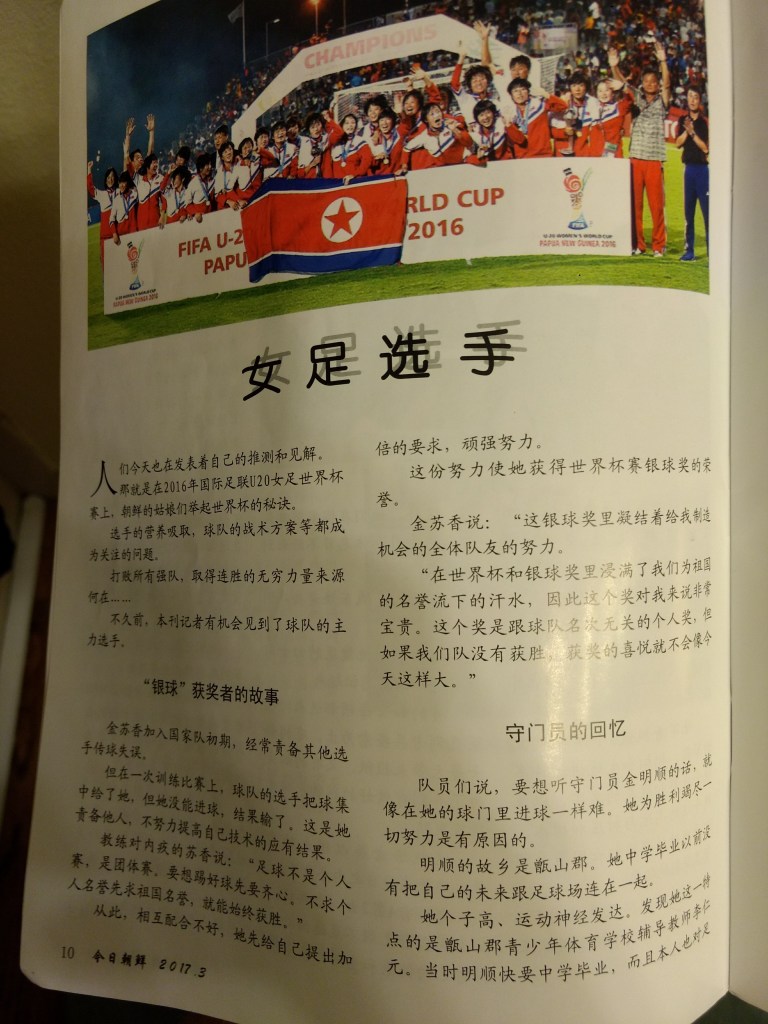 CHAMPIONS
FIFA U-2
RLD CUP
PAPU
2016
U-20 WOMEN'S WORLD CUP
PAPUA NEW GUINEA 2016
FIFA
U-20 WOMEN'S WORLD CUP
PAPUA NEW GUINEA 2016
女足选手
人们今天也在发表着自己的推测和见解。
那就是在2016年国际足联U20女足世界杯
赛上，朝鲜的姑娘们举起世界杯的秘诀。
选手的营养吸取，球队的战术方案等都成
为关注的问题。
打败所有强队，取得连胜的无穷力量来源
何在……
不久前，本刊记者有机会见到了球队的主
力选手。
“银球”获奖者的故事
金苏香加入国家队初期，经常责备其他选
手传球失误。
但在一次训练比赛上，球队的选手把球集
中给了她，但她没能进球，结果输了。这是她
责备他人，不努力提高自己技术的应有结果。
教练对内疚的苏香说：“足球不是个人
赛，是团体赛。要想踢好球先要齐心。不求个
人名誉先求祖国名誉，就能始终获胜。”
从此，相互配合不好，她先给自己提出加
倍的要求，顽强努力。
这份努力使她获得世界杯赛银球奖的荣
誉。
金苏香说：“这银球奖里凝结着给我制造
机会的全体队友的努力。
“在世界杯和银球奖里浸满了我们为祖国
的名誉流下的汗水，因此这个奖对我来说非常
宝贵。这个奖是跟球队名次无关的个人奖，但
如果我们队没有获胜，获奖的喜悦就不会像今
天这样大。”
守门员的回忆
队员们说，要想听守门员金明顺的话，就
像在她的球门里进球一样难。她为胜利竭尽一
切努力是有原因的。
明顺的故乡是甑山郡。她中学毕业以前没
有把自己的未来跟足球场连在一起。
她个子高、运动神经发达。发现她这一特
点的是甑山郡青少年体育学校辅导教师李仁
元。当时明顺快要中学毕业，而且本人也对足
10 今日朝鲜 2017.3